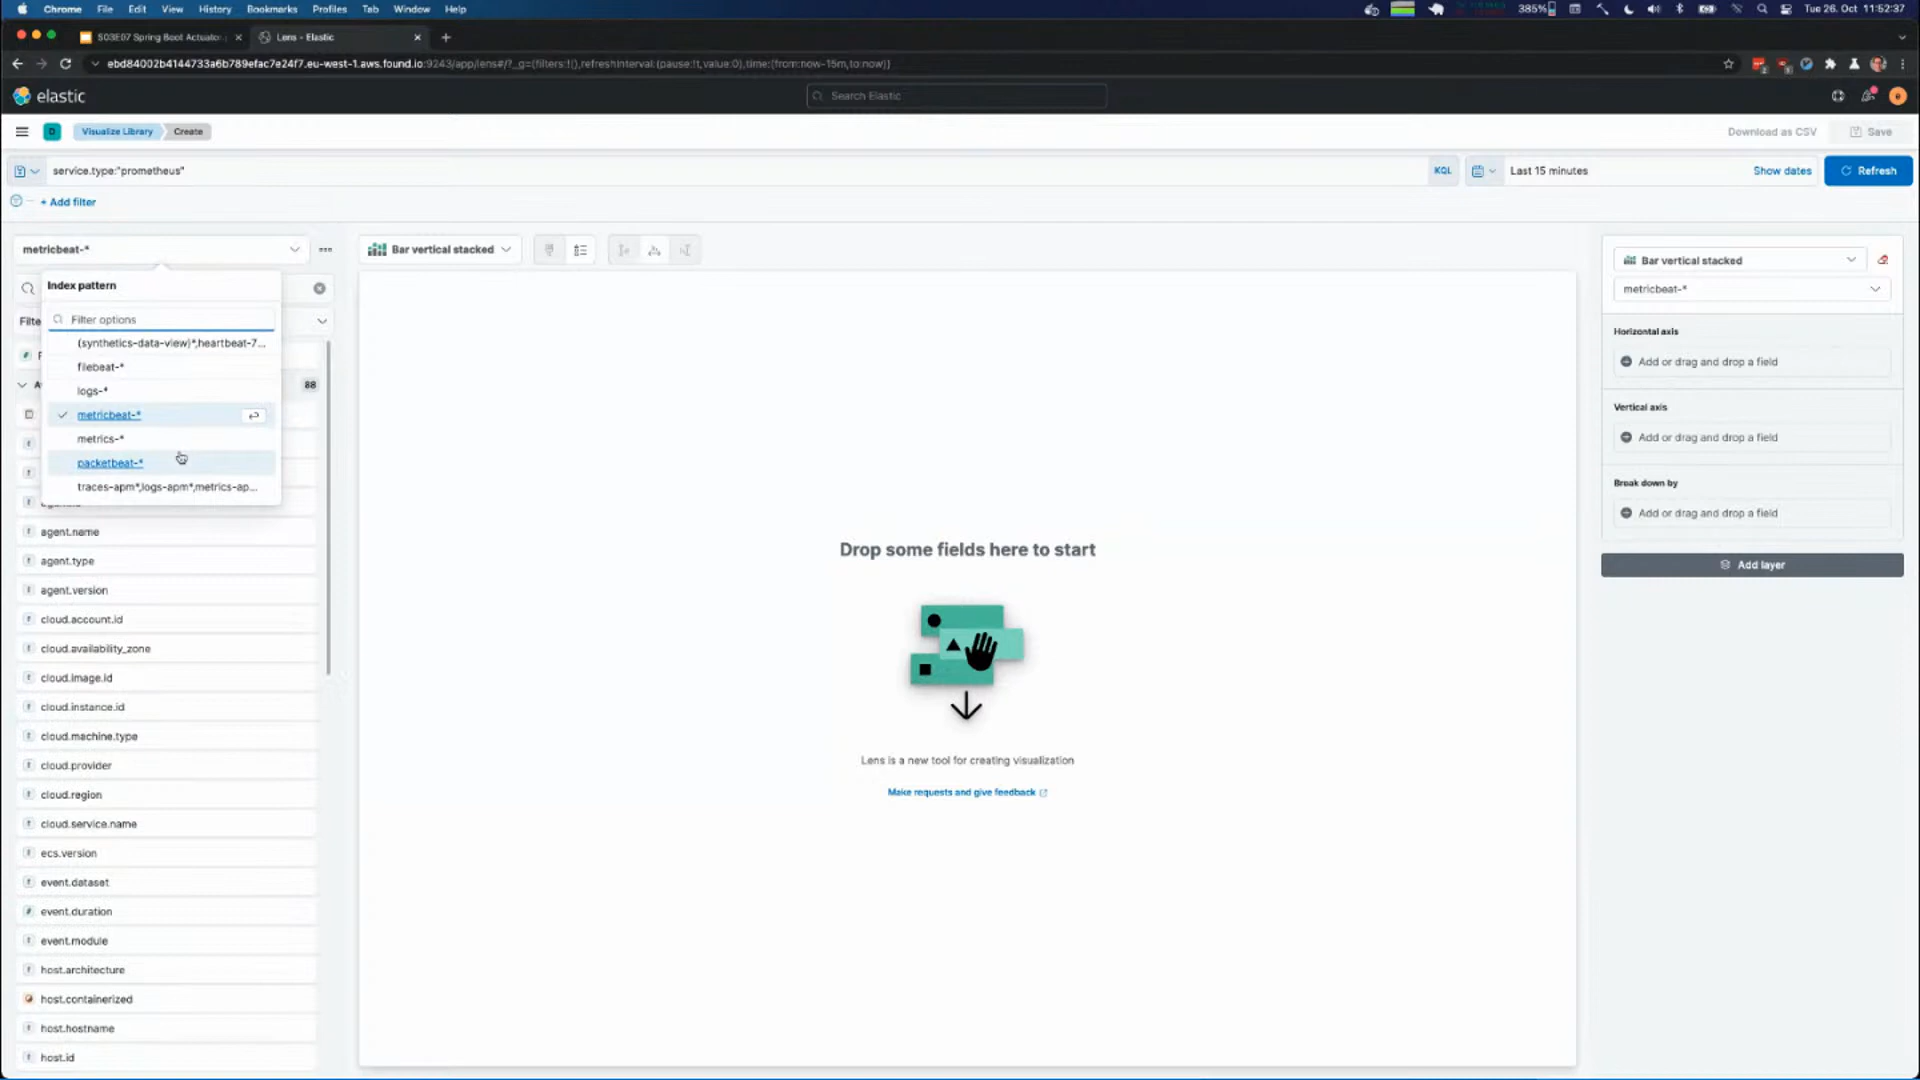 Chrome File Edit View History Bookmarks Profiles Tab Window Help
385% Tue 26. Oct 11:52:37
S03E07 Spring Boot Actuator
Lens - Elastic
ebd84002b4144733a6b789efac7e24f7.eu-west-1.aws.found.io:9243/app/lens#/?_g=(filters:!(),refreshInterval:(pause:!t,value:0),time:(from:now-15m,to:now))
elastic
Search Elastic
e
D
Visualize Library
Create
Download as CSV
Save
service.type:"prometheus"
KQL
Last 15 minutes
Show dates
Refresh
+ Add filter
metricbeat-*
Index pattern
Filter options
(synthetics-data-view)*,heartbeat-7...
filebeat-*
logs-*
metricbeat-*
metrics-*
packetbeat-*
traces-apm*,logs-apm*,metrics-ap...
Filte
88
agent.name
agent.type
agent.version
cloud.account.id
cloud.availability_zone
cloud.image.id
cloud.instance.id
cloud.machine.type
cloud.provider
cloud.region
cloud.service.name
ecs.version
event.dataset
event.duration
event.module
host.architecture
host.containerized
host.hostname
host.id
Bar vertical stacked
Drop some fields here to start
Lens is a new tool for creating visualization
Make requests and give feedback
Bar vertical stacked
metricbeat-*
Horizontal axis
Add or drag and drop a field
Vertical axis
Add or drag and drop a field
Break down by
Add or drag and drop a field
Add layer